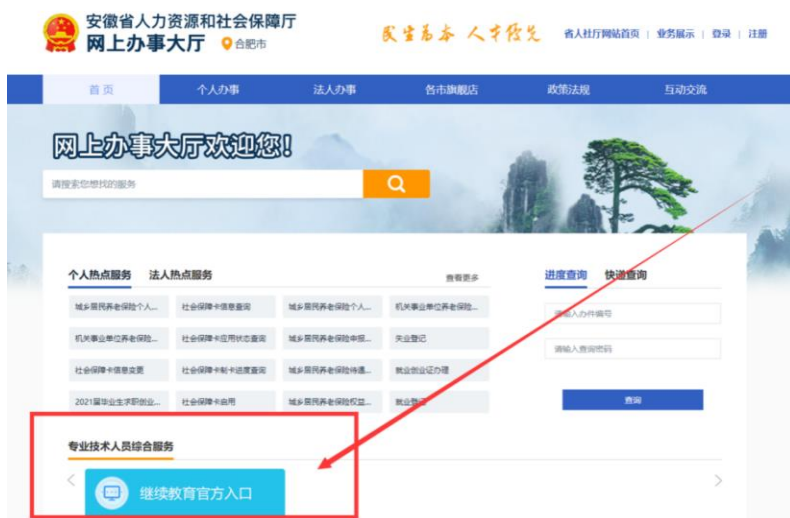 安徽省人力资源和社会保障厅
网上办事大厅 合肥市
民生为本 人才优先
省人社厅网站首页 | 业务展示 | 登录 | 注册
首页 个人办事 法人办事 各市旗舰店 政策法规 互动交流
网上办事大厅欢迎您!
请搜索您想找的服务
个人热点服务 法人热点服务 查看更多
进度查询 快递查询
城乡居民养老保险个人... 社会保障卡信息查询 城乡居民养老保险个人... 机关事业单位养老保险...
请输入办件编号
机关事业单位养老保险... 社会保障卡应用状态查询 城乡居民养老保险申报... 失业登记
请输入查询密码
社会保障卡信息变更 社会保障卡制卡进度查询 城乡居民养老保险待遇... 就业创业证办理
2021届毕业生求职创业... 社会保障卡启用 城乡居民养老保险权益... 就业登记
查询
专业技术人员综合服务
继续教育官方入口